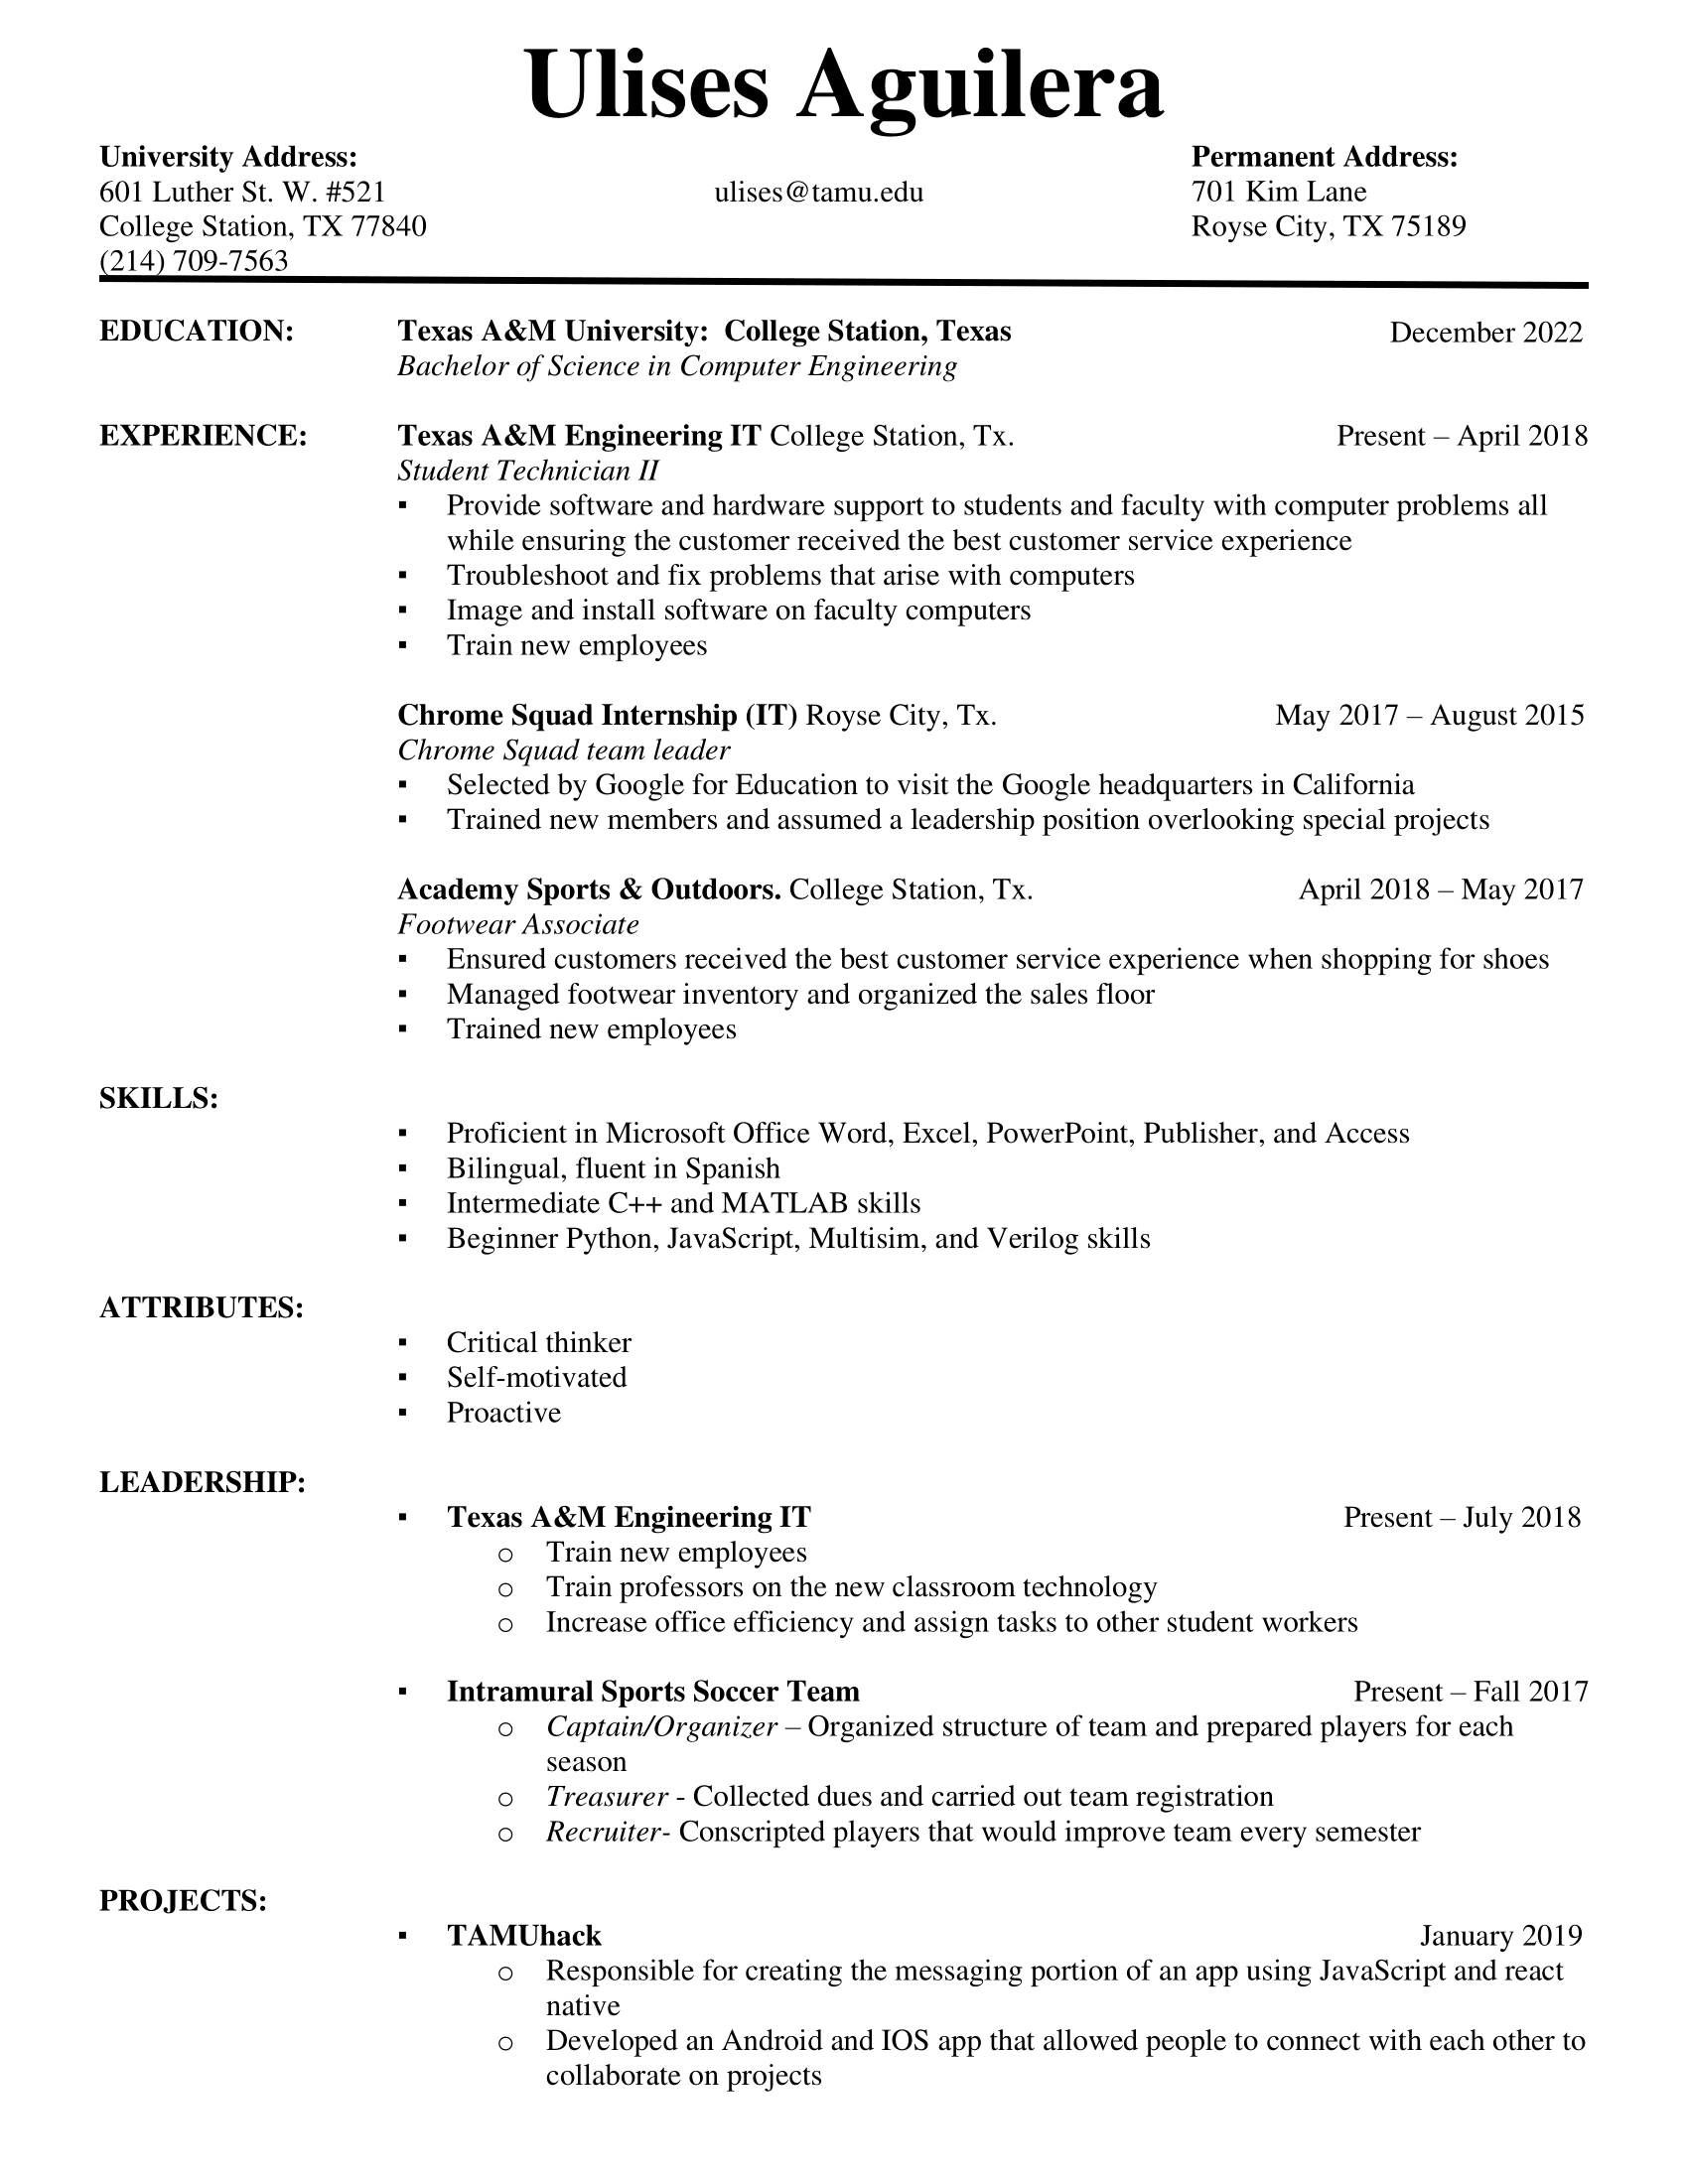 Ulises Aguilera
University Address: Permanent Address:
601 Luther St. W. #521 ulises@tamu.edu 701 Kim Lane
College Station, TX 77840 Royse City, TX 75189
(214) 709-7563
EDUCATION: Texas A&M University: College Station, Texas December 2022
Bachelor of Science in Computer Engineering
EXPERIENCE: Texas A&M Engineering IT College Station, Tx. Present – April 2018
Student Technician II
▪ Provide software and hardware support to students and faculty with computer problems all
while ensuring the customer received the best customer service experience
▪ Troubleshoot and fix problems that arise with computers
▪ Image and install software on faculty computers
▪ Train new employees
Chrome Squad Internship (IT) Royse City, Tx. May 2017 – August 2015
Chrome Squad team leader
▪ Selected by Google for Education to visit the Google headquarters in California
▪ Trained new members and assumed a leadership position overlooking special projects
Academy Sports & Outdoors. College Station, Tx. April 2018 – May 2017
Footwear Associate
▪ Ensured customers received the best customer service experience when shopping for shoes
▪ Managed footwear inventory and organized the sales floor
▪ Trained new employees
SKILLS:
▪ Proficient in Microsoft Office Word, Excel, PowerPoint, Publisher, and Access
▪ Bilingual, fluent in Spanish
▪ Intermediate C++ and MATLAB skills
▪ Beginner Python, JavaScript, Multisim, and Verilog skills
ATTRIBUTES:
▪ Critical thinker
▪ Self-motivated
▪ Proactive
LEADERSHIP:
▪ Texas A&M Engineering IT Present – July 2018
o Train new employees
o Train professors on the new classroom technology
o Increase office efficiency and assign tasks to other student workers
▪ Intramural Sports Soccer Team Present – Fall 2017
o Captain/Organizer – Organized structure of team and prepared players for each
season
o Treasurer - Collected dues and carried out team registration
o Recruiter- Conscripted players that would improve team every semester
PROJECTS:
▪ TAMUhack January 2019
o Responsible for creating the messaging portion of an app using JavaScript and react
native
o Developed an Android and IOS app that allowed people to connect with each other to
collaborate on projects